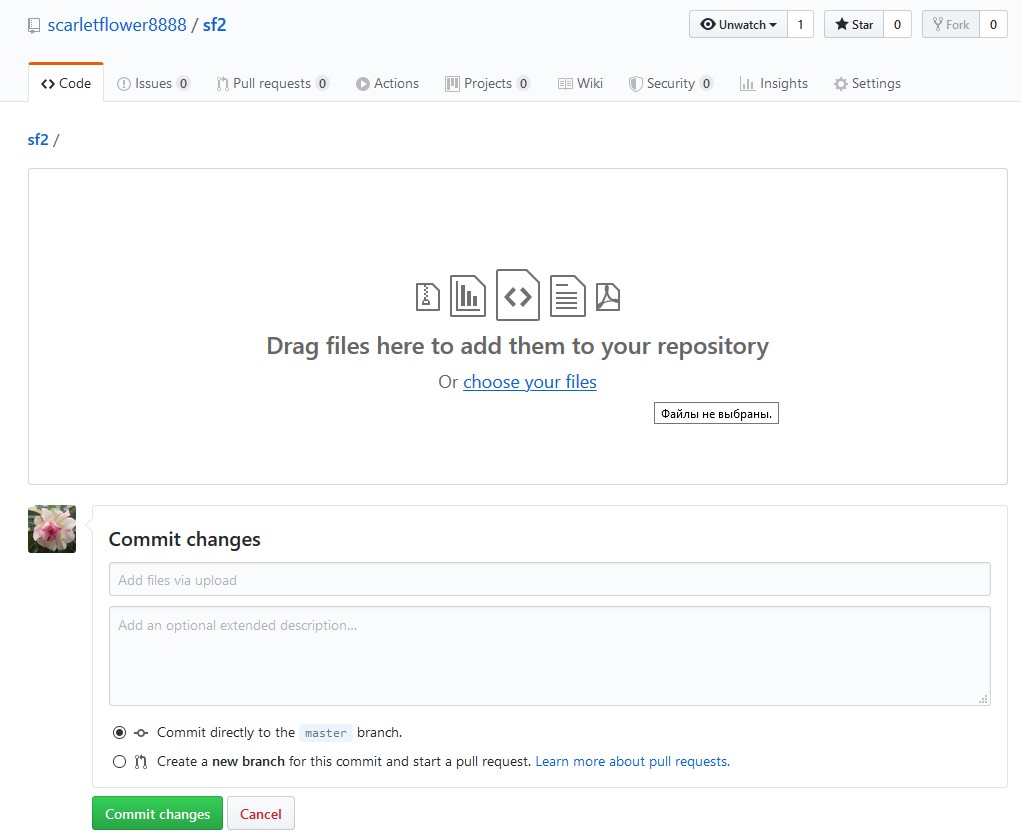 scarletflower8888 / sf2
Unwatch 1 Star 0 Fork 0
Code Issues 0 Pull requests 0 Actions Projects 0 Wiki Security 0 Insights Settings
sf2 /
Drag files here to add them to your repository
Or choose your files
Файлы не выбраны.
Commit changes
Add files via upload
Add an optional extended description...
Commit directly to the master branch.
Create a new branch for this commit and start a pull request. Learn more about pull requests.
Commit changes Cancel